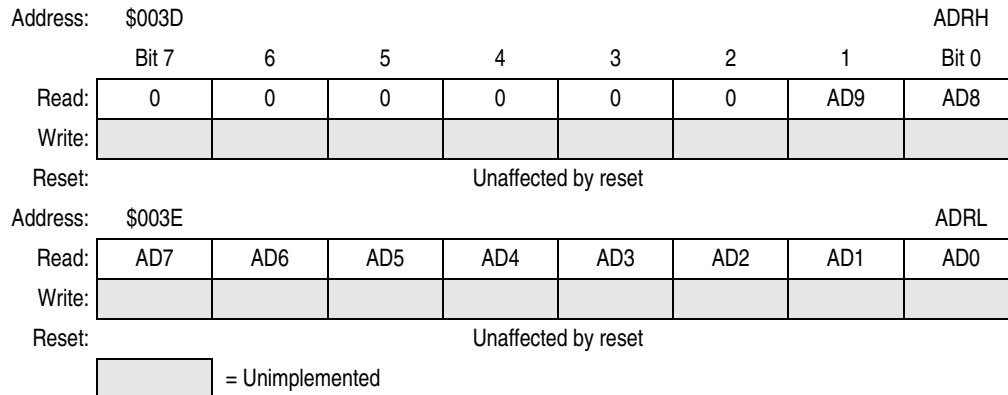 Address: $003D ADRH
Bit 7 6 5 4 3 2 1 Bit 0
Read: 0 0 0 0 0 0 AD9 AD8
Write:
Reset: Unaffected by reset
Address: $003E ADRL
Read: AD7 AD6 AD5 AD4 AD3 AD2 AD1 AD0
Write:
Reset: Unaffected by reset
= Unimplemented